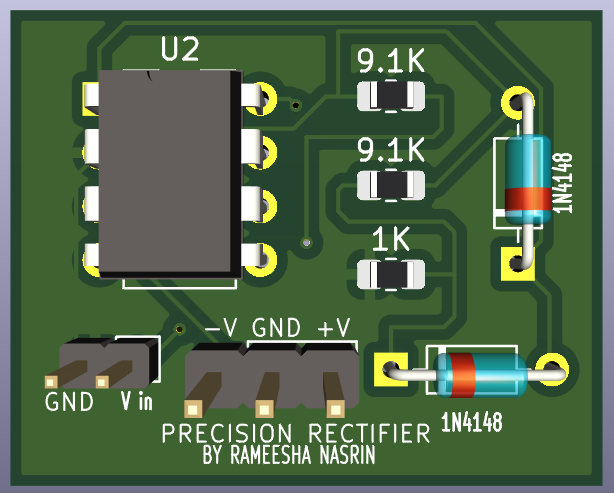 U2
9.1K
9.1K
1K
1N4148
-V GND +V
GND V in
1N4148
PRECISION RECTIFIER
BY RAMEESHA NASRIN